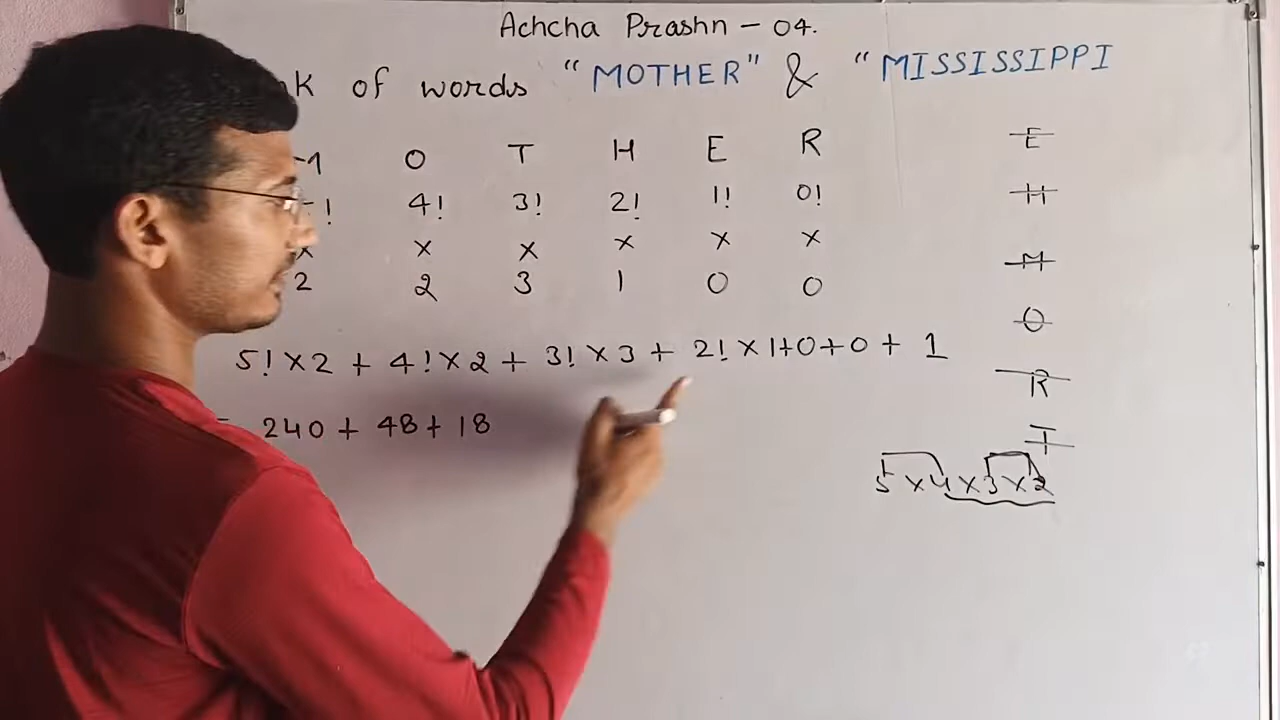 Achcha Prashn - 04.
of words "MOTHER" & "MISSISSIPPI
O T H E R
4! 3! 2! 1! 0!
x x x x x x
2 2 3 1 0 0
5! x 2 + 4! x 2 + 3! x 3 + 2! x 1 + 0 + 0 + 1
240 + 48 + 18
E
H
M
O
R
T
5 x 4 x 3 x 2